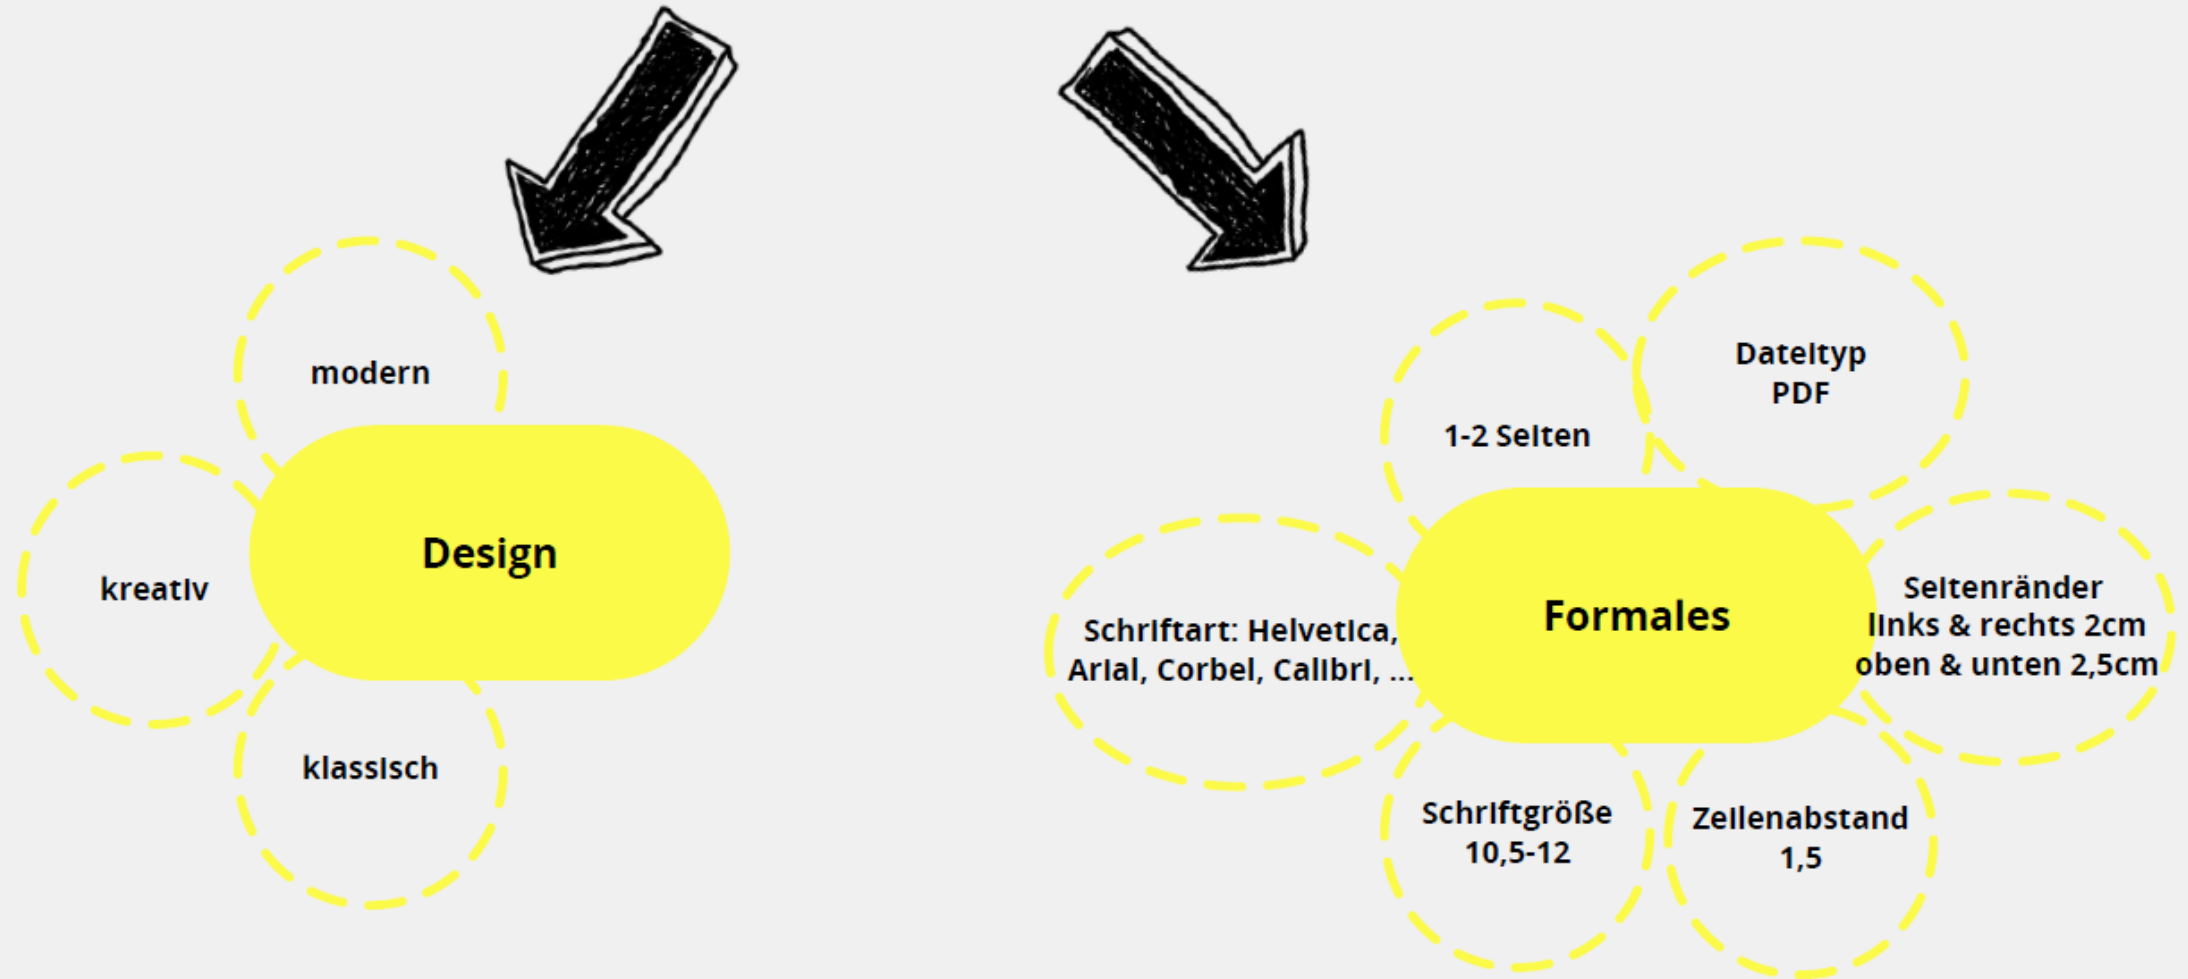 modern
Design
kreativ
klassisch
Dateityp
PDF
1-2 Seiten
Formales
Seitenränder
links & rechts 2cm
oben & unten 2,5cm
Schriftart: Helvetica,
Arial, Corbel, Calibri, ...
Schriftgröße
10,5-12
Zeilenabstand
1,5